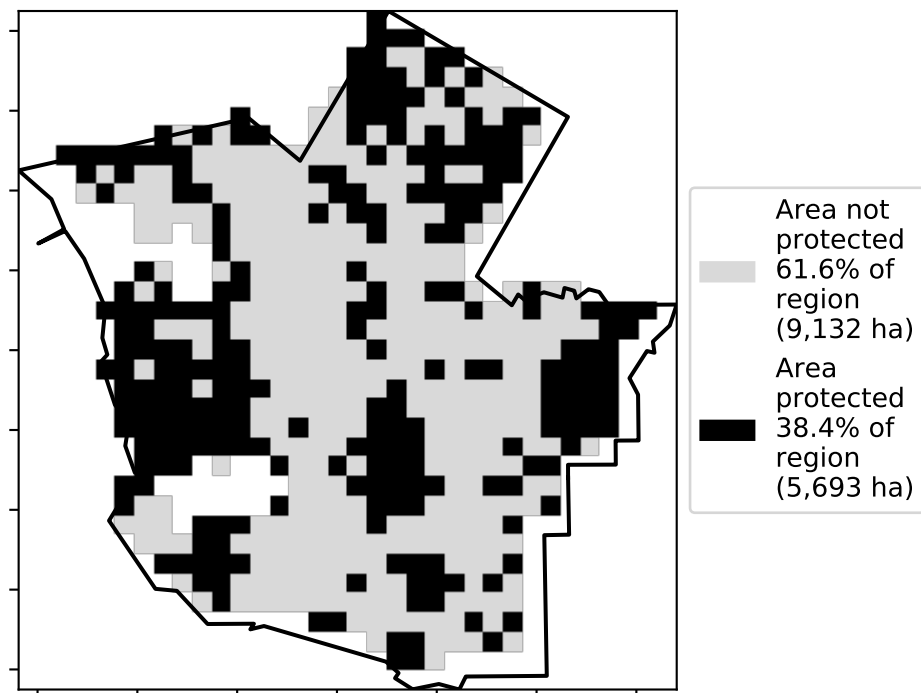 Area not
protected
61.6% of
region
(9,132 ha)
Area
protected
38.4% of
region
(5,693 ha)